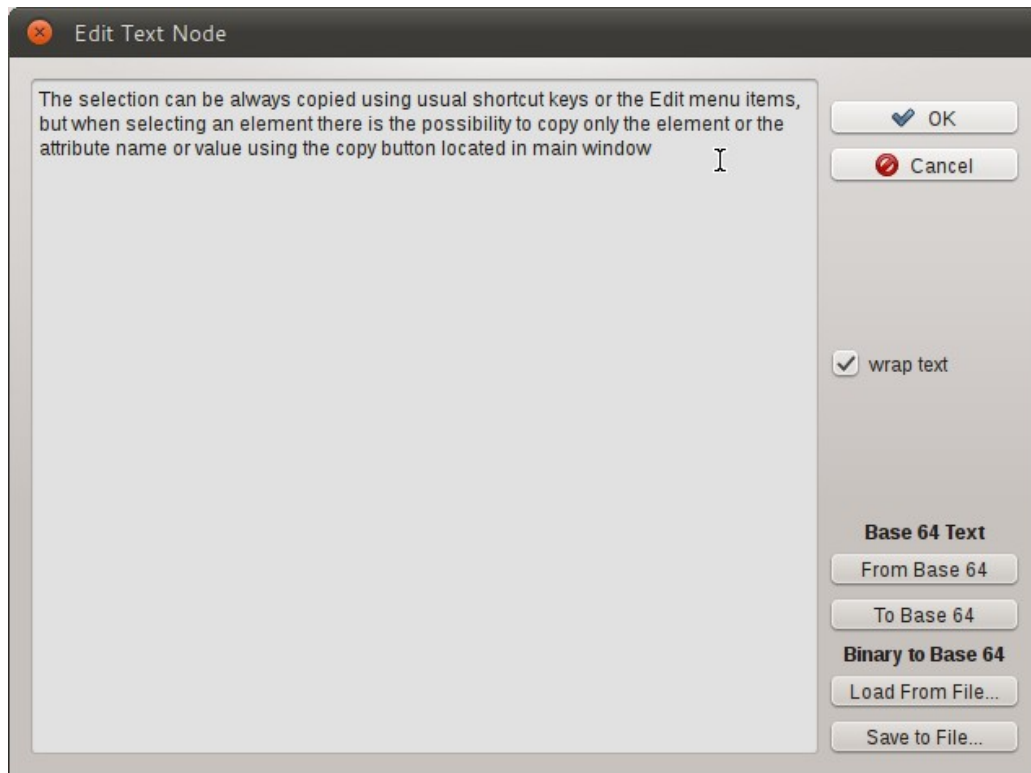 Edit Text Node
The selection can be always copied using usual shortcut keys or the Edit menu items,
but when selecting an element there is the possibility to copy only the element or the
attribute name or value using the copy button located in main window
OK
Cancel
wrap text
Base 64 Text
From Base 64
To Base 64
Binary to Base 64
Load From File...
Save to File...